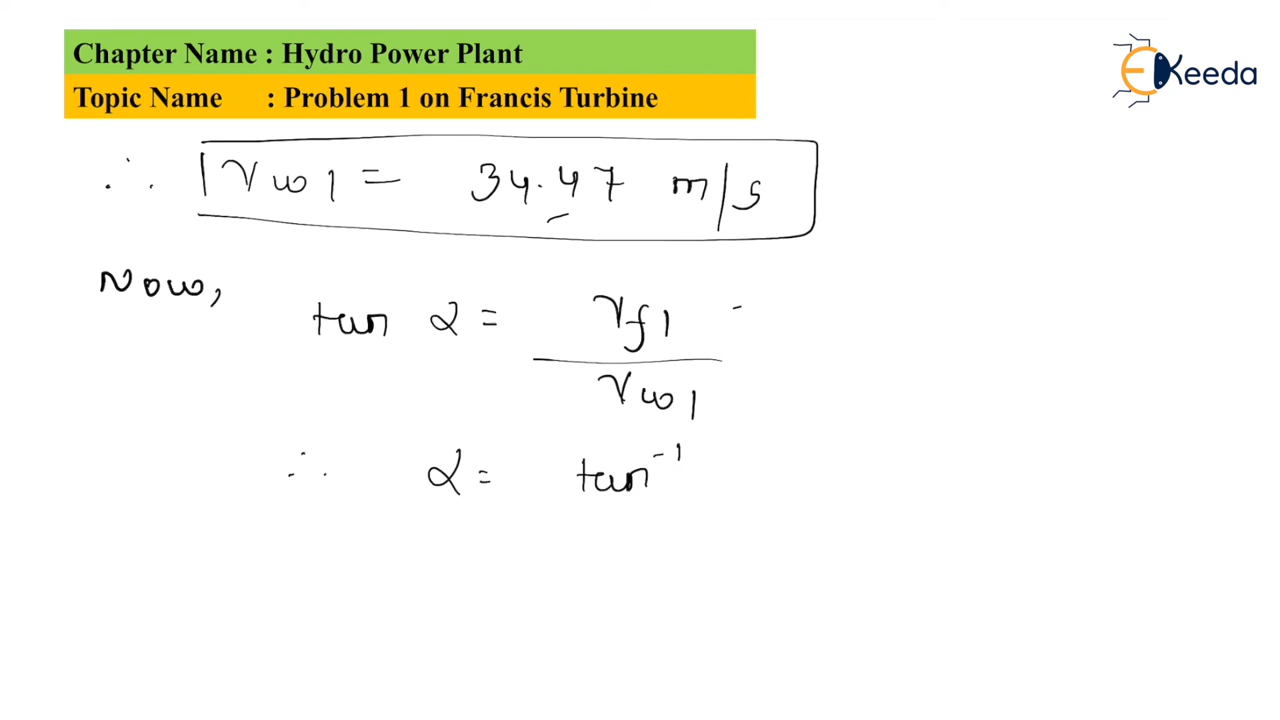 Chapter Name : Hydro Power Plant
Topic Name : Problem 1 on Francis Turbine
EKeeda
∴ Vw1 = 34.47 m/s
Now,
tan α = Vf1 / Vw1
∴ α = tan⁻¹